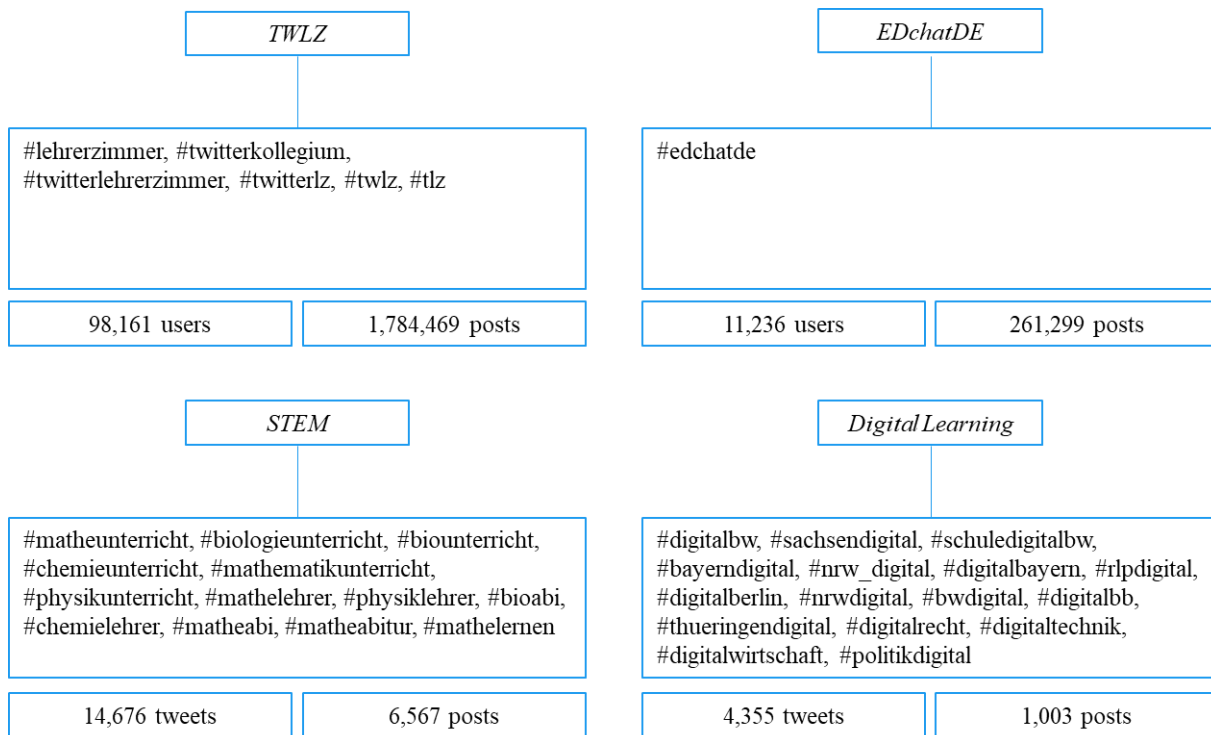 TWLZ
EDchatDE
#lehrerzimmer, #twitterkollegium,
#twitterlehrerzimmer, #twitterlz, #twlz, #tlz
#edchatde
98,161 users
1,784,469 posts
11,236 users
261,299 posts
STEM
Digital Learning
#matheunterricht, #biologieunterricht, #biounterricht,
#chemieunterricht, #mathematikunterricht,
#physikunterricht, #mathelehrer, #physiklehrer, #bioabi,
#chemielehrer, #matheabi, #matheabitur, #mathelernen
#digitalbw, #sachsendigital, #schuledigitalbw,
#bayerndigital, #nrw_digital, #digitalbayern, #rlpdigital,
#digitalberlin, #nrwdigital, #bwdigital, #digitalbb,
#thueringendigital, #digitalrecht, #digitaltechnik,
#digitalwirtschaft, #politikdigital
14,676 tweets
6,567 posts
4,355 tweets
1,003 posts